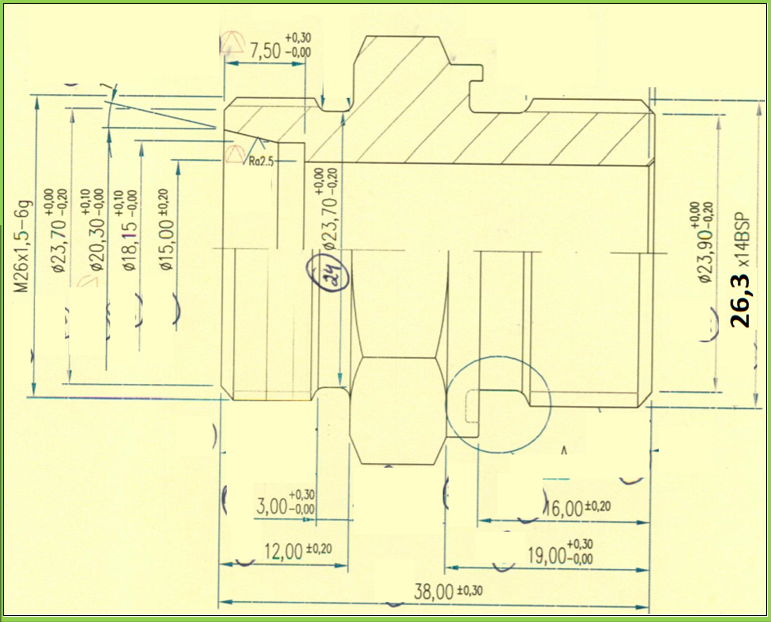 7,50 +0,30 -0,00
Ra2.5
M26x1,5-6g
ø23,70 +0,00 -0,20
ø20,30 +0,10 -0,00
ø18,15 +0,10 -0,00
ø15,00 ±0,20
ø23,70 +0,00 -0,20
24
ø23,90 +0,00 -0,20
26,3 x14BSP
A
3,00 +0,30 -0,00
16,00 ±0,20
12,00 ±0,20
19,00 +0,30 -0,00
38,00 ±0,30